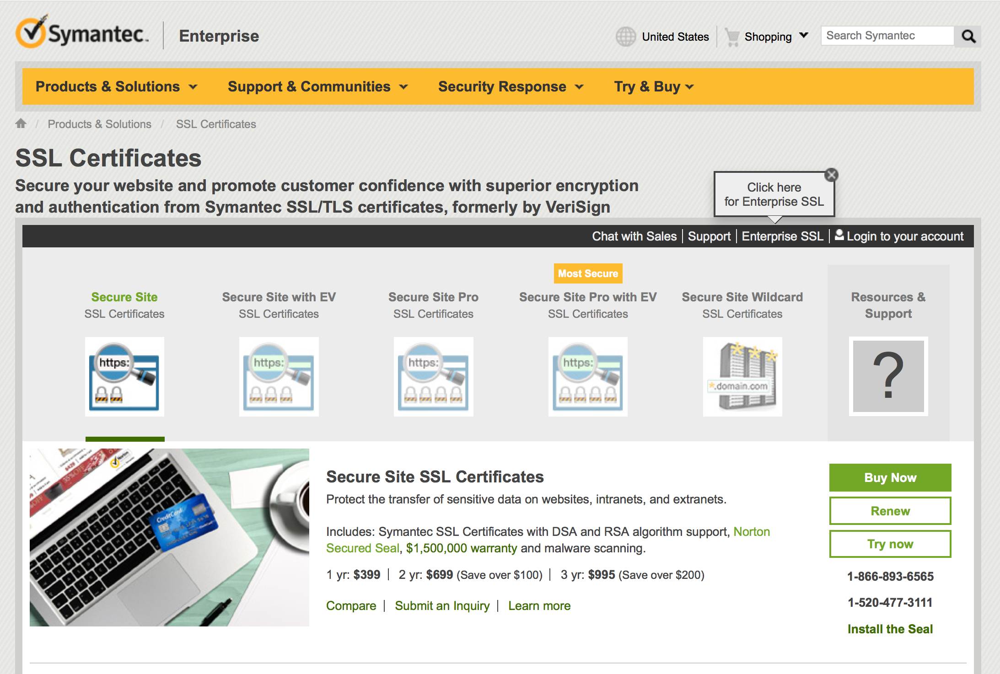 Symantec.
Enterprise
United States
Shopping
Search Symantec
Products & Solutions
Support & Communities
Security Response
Try & Buy
/ Products & Solutions / SSL Certificates
SSL Certificates
Secure your website and promote customer confidence with superior encryption
and authentication from Symantec SSL/TLS certificates, formerly by VeriSign
Click here
for Enterprise SSL
Chat with Sales | Support | Enterprise SSL | Login to your account
Most Secure
Secure Site
SSL Certificates
https:
Secure Site with EV
SSL Certificates
https:
Secure Site Pro
SSL Certificates
https:
Secure Site Pro with EV
SSL Certificates
https:
Secure Site Wildcard
SSL Certificates
*.domain.com
Resources &
Support
?
Norton
CreditCard
Secure Site SSL Certificates
Protect the transfer of sensitive data on websites, intranets, and extranets.
Includes: Symantec SSL Certificates with DSA and RSA algorithm support, Norton
Secured Seal, $1,500,000 warranty and malware scanning.
1 yr: $399 | 2 yr: $699 (Save over $100) | 3 yr: $995 (Save over $200)
Compare | Submit an Inquiry | Learn more
Buy Now
Renew
Try now
1-866-893-6565
1-520-477-3111
Install the Seal